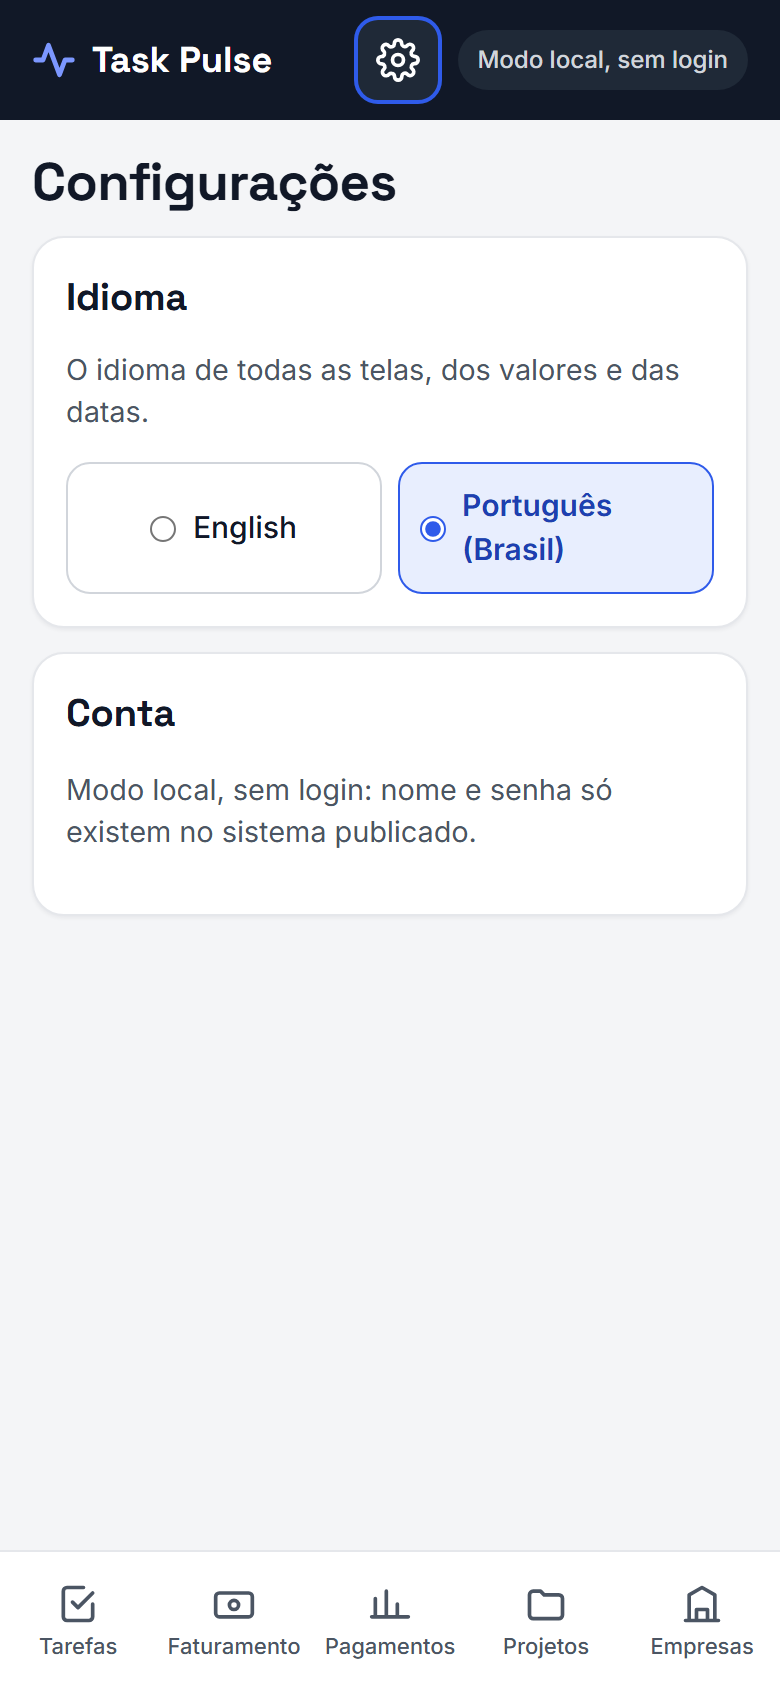 Task Pulse
Modo local, sem login
Configurações
Idioma
O idioma de todas as telas, dos valores e das
datas.
English
Português
(Brasil)
Conta
Modo local, sem login: nome e senha só
existem no sistema publicado.
Tarefas
Faturamento
Pagamentos
Projetos
Empresas